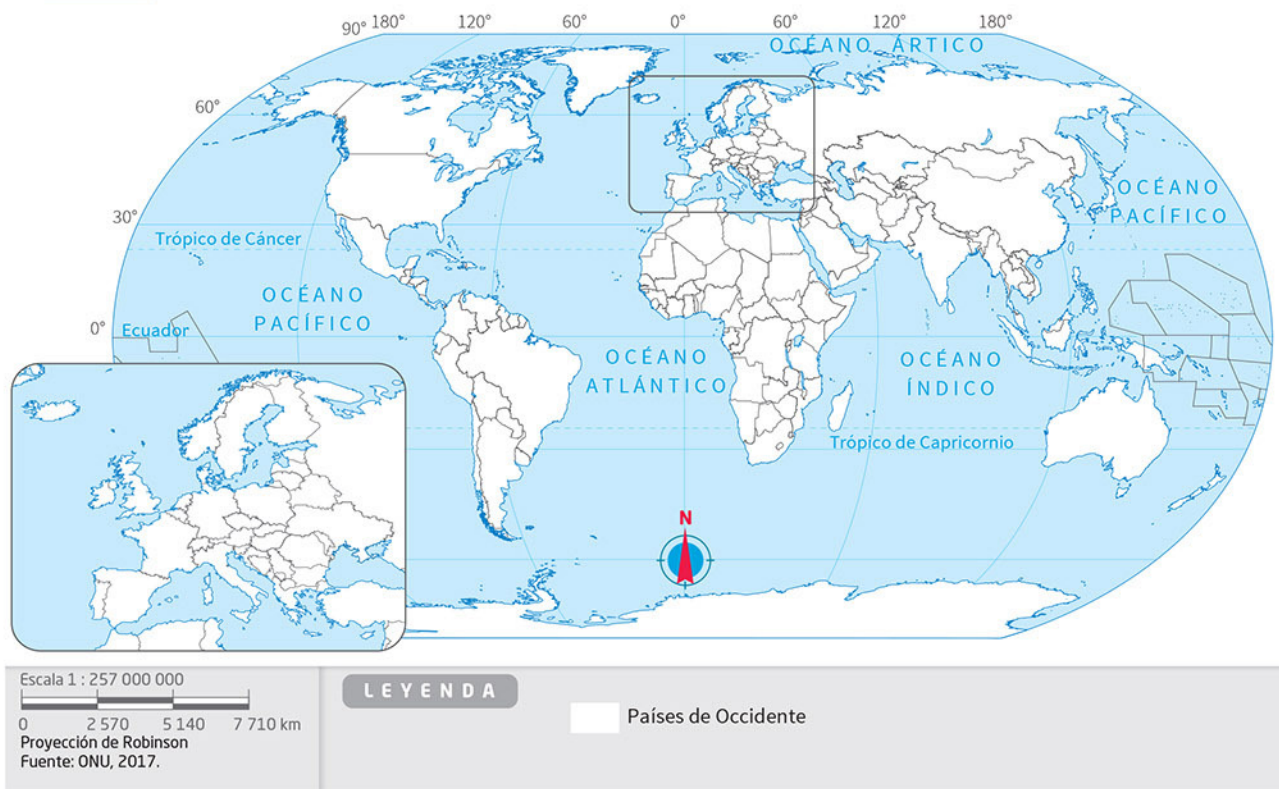 90° 180° 120° 60° 0° 60° 120° 180°
OCÉANO ÁRTICO
60°
OCÉANO
PACÍFICO
30°
Trópico de Cáncer
OCÉANO
PACÍFICO
0°
Ecuador
OCÉANO
ATLÁNTICO
OCÉANO
ÍNDICO
Trópico de Capricornio
N
Escala 1 : 257 000 000
0 2 570 5 140 7 710 km
Proyección de Robinson
Fuente: ONU, 2017.
LEYENDA
Países de Occidente